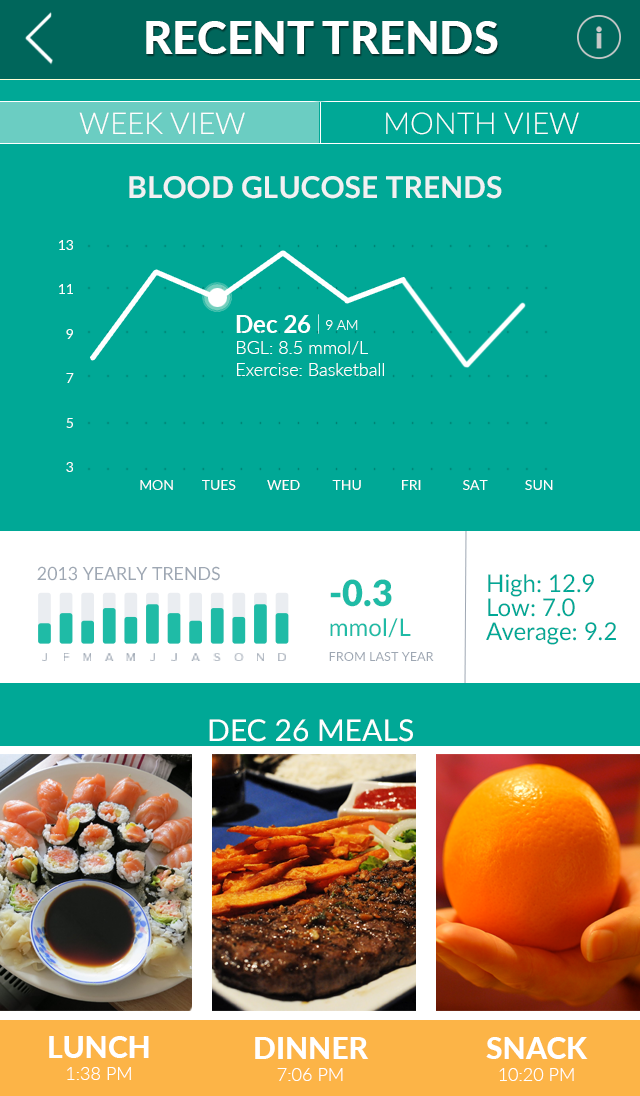 RECENT TRENDS
i
WEEK VIEW
MONTH VIEW
BLOOD GLUCOSE TRENDS
13
11
9
7
5
3
Dec 26 | 9 AM
BGL: 8.5 mmol/L
Exercise: Basketball
MON TUES WED THU FRI SAT SUN
2013 YEARLY TRENDS
J F M A M J J A S O N D
-0.3
mmol/L
FROM LAST YEAR
High: 12.9
Low: 7.0
Average: 9.2
DEC 26 MEALS
LUNCH
1:38 PM
DINNER
7:06 PM
SNACK
10:20 PM